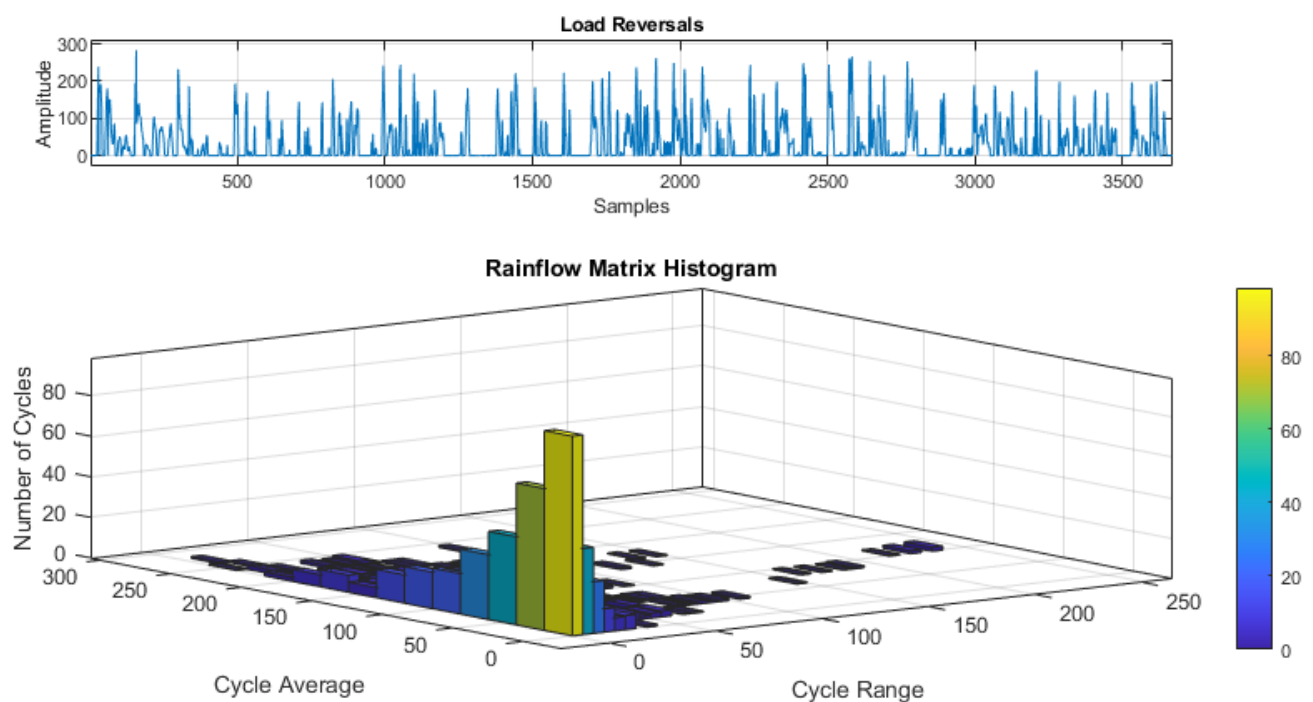 Load Reversals
300
200
100
0
Amplitude
500 1000 1500 2000 2500 3000 3500
Samples
Rainflow Matrix Histogram
80
60
40
20
0
Number of Cycles
300 250 200 150 100 50 0
Cycle Average
0 50 100 150 200 250
Cycle Range
80
60
40
20
0